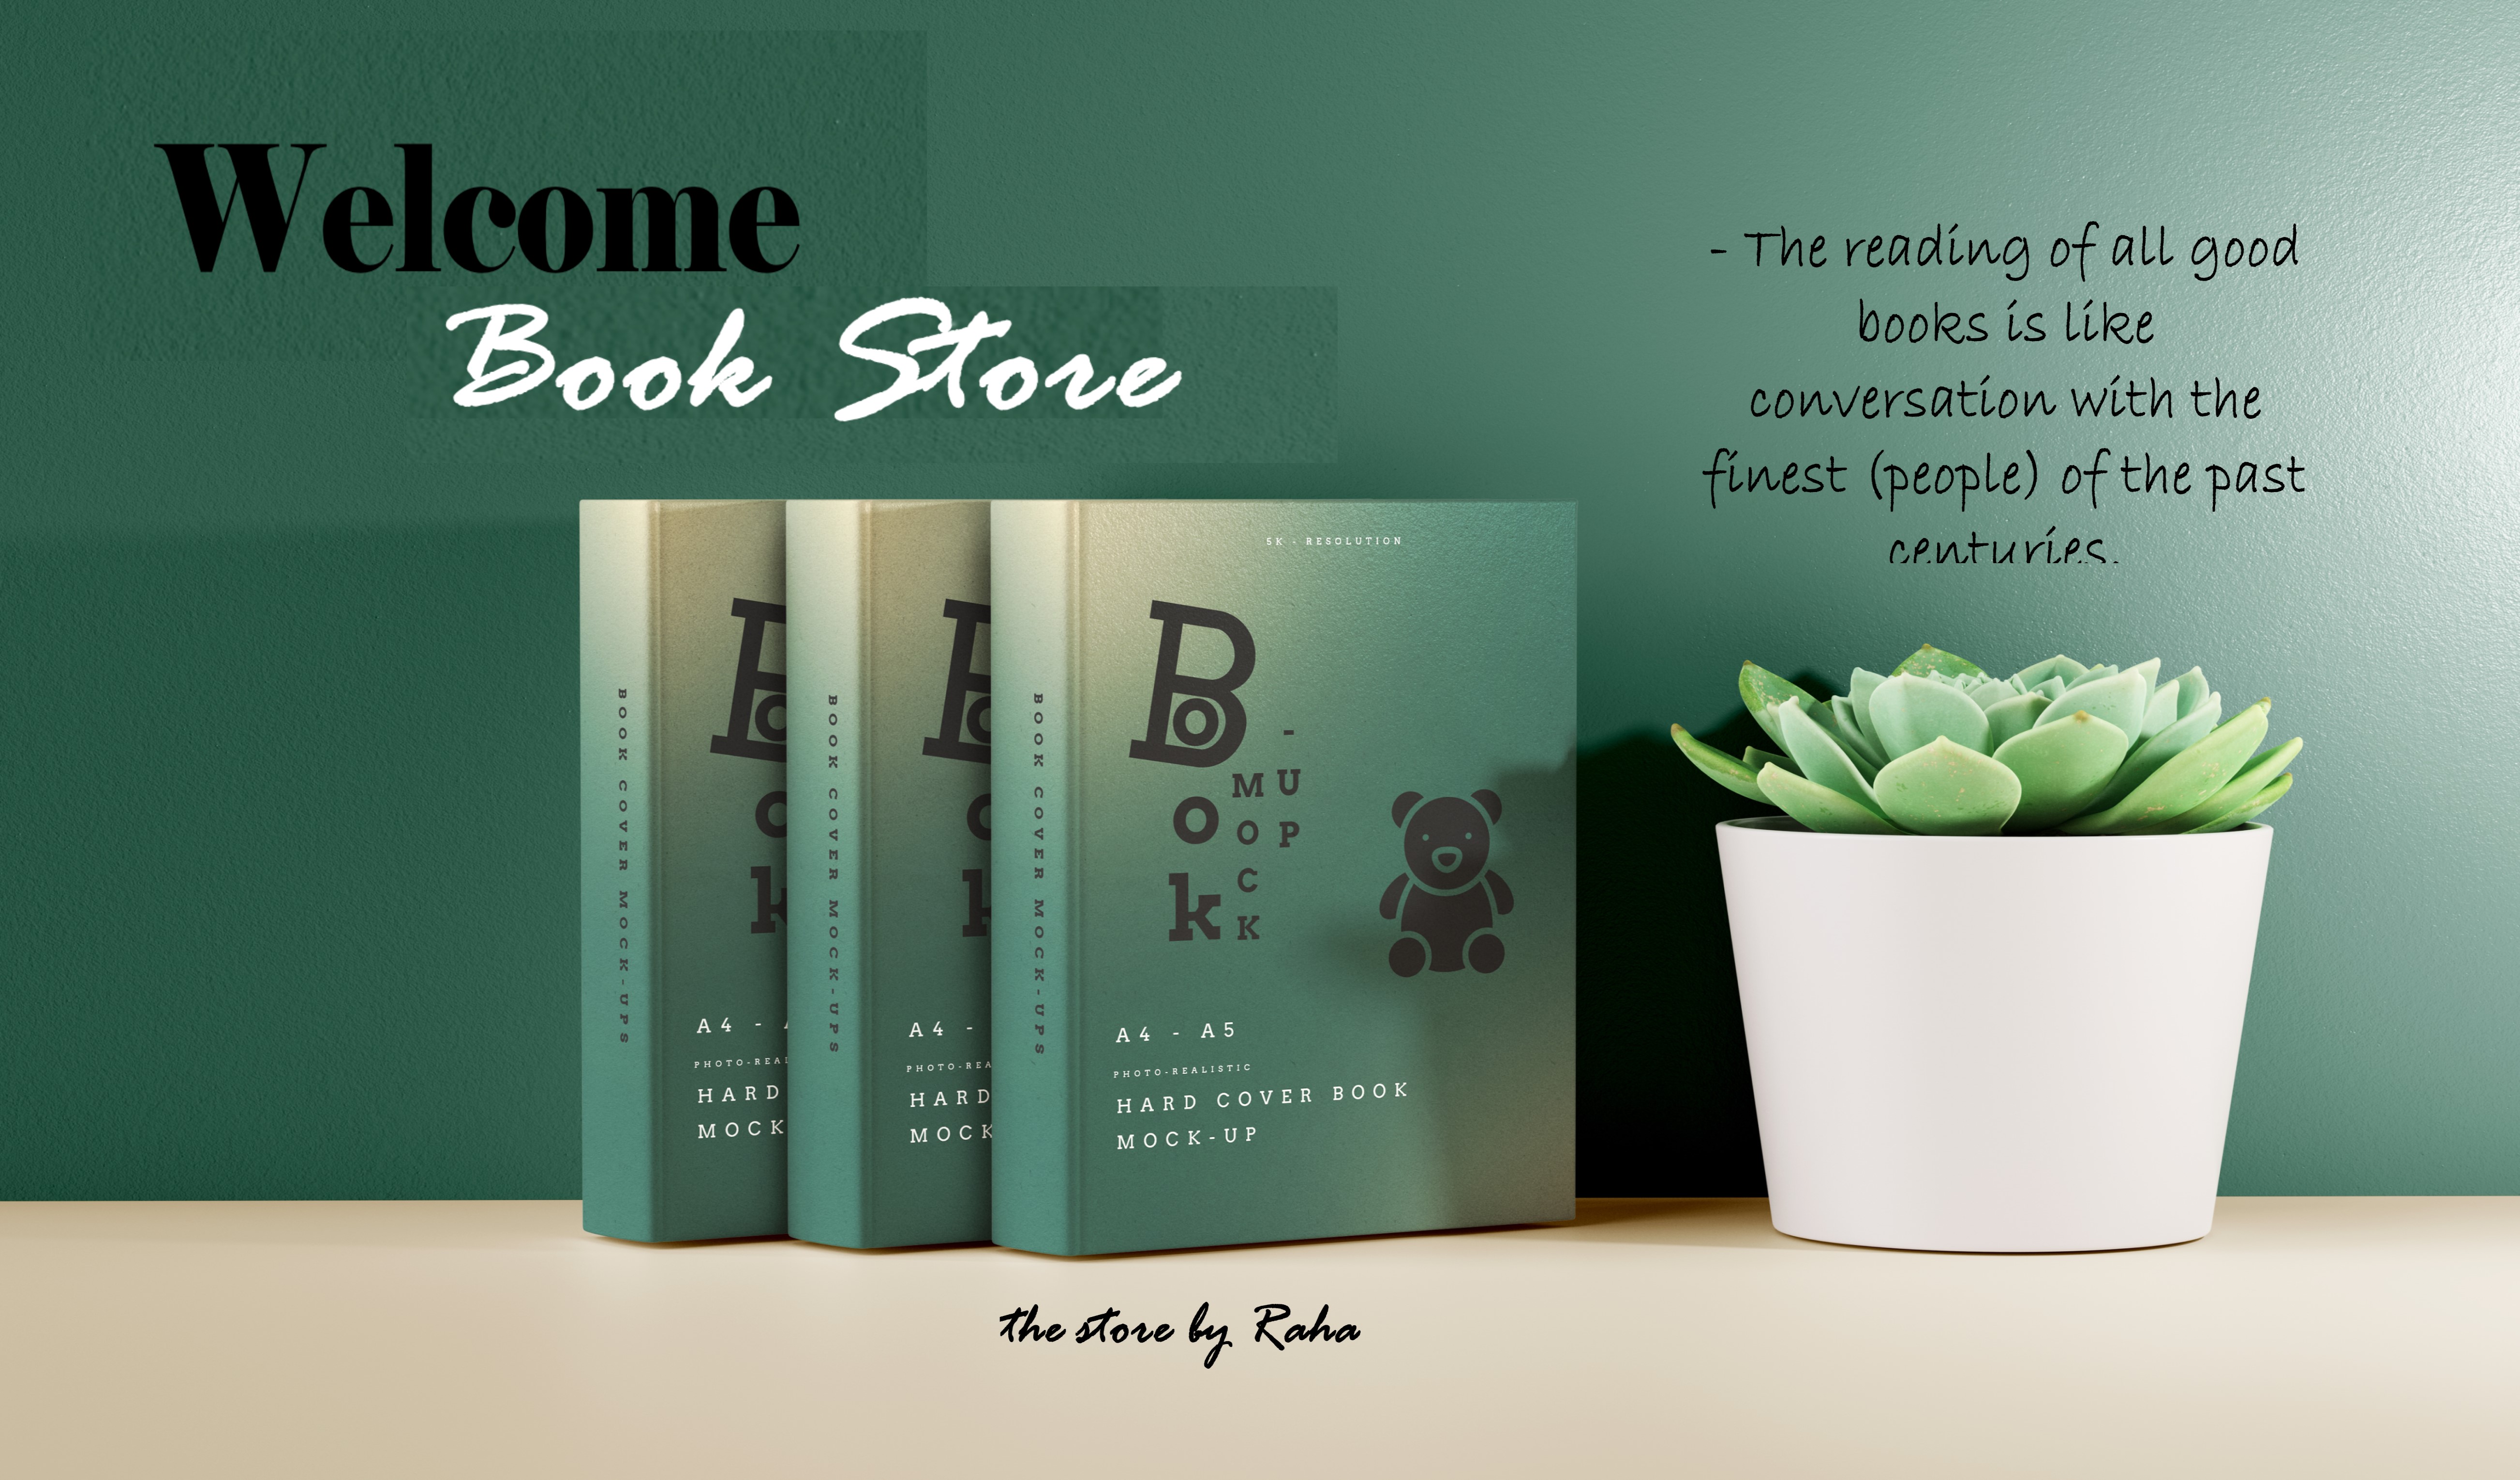 Welcome
Book Store
- The reading of all good
books is like
conversation with the
finest (people) of the past
centuries.
BOOK COVER MOCK-UPS
A4 -
PHOTO-REAL
HARD
MOCK
BOOK COVER MOCK-UPS
A4 -
PHOTO-REA
HARD
MOCK
BOOK COVER MOCK-UPS
5K - RESOLUTION
Book
MOCK
-UP
A4 - A5
PHOTO-REALISTIC
HARD COVER BOOK
MOCK-UP
the store by Raha